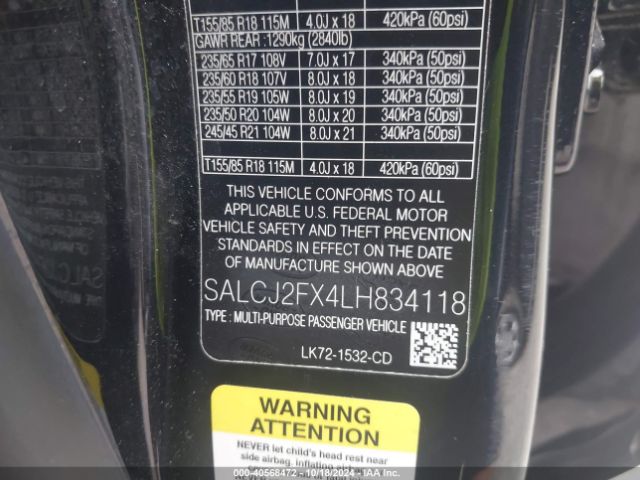 T155/85 R18 115M 4.0J x 18 420kPa (60psi)
GAWR REAR :1290kg (2840lb)
235/65 R17 108V 7.0J x 17 340kPa (50psi)
235/60 R18 107V 8.0J x 18 340kPa (50psi)
235/55 R19 105W 8.0J x 19 340kPa (50psi)
235/50 R20 104W 8.0J x 20 340kPa (50psi)
245/45 R21 104W 8.0J x 21 340kPa (50psi)
T155/85 R18 115M 4.0J x 18 420kPa (60psi)
THIS VEHICLE CONFORMS TO ALL
APPLICABLE U.S. FEDERAL MOTOR
VEHICLE SAFETY AND THEFT PREVENTION
STANDARDS IN EFFECT ON THE DATE
OF MANUFACTURE SHOWN ABOVE
SALCJ2FX4LH834118
TYPE : MULTI-PURPOSE PASSENGER VEHICLE
LK72-1532-CD
WARNING
ATTENTION
NEVER let child's head rest near
side airbag, inflating
000-40568472 - 10/18/2024 - IAA Inc.